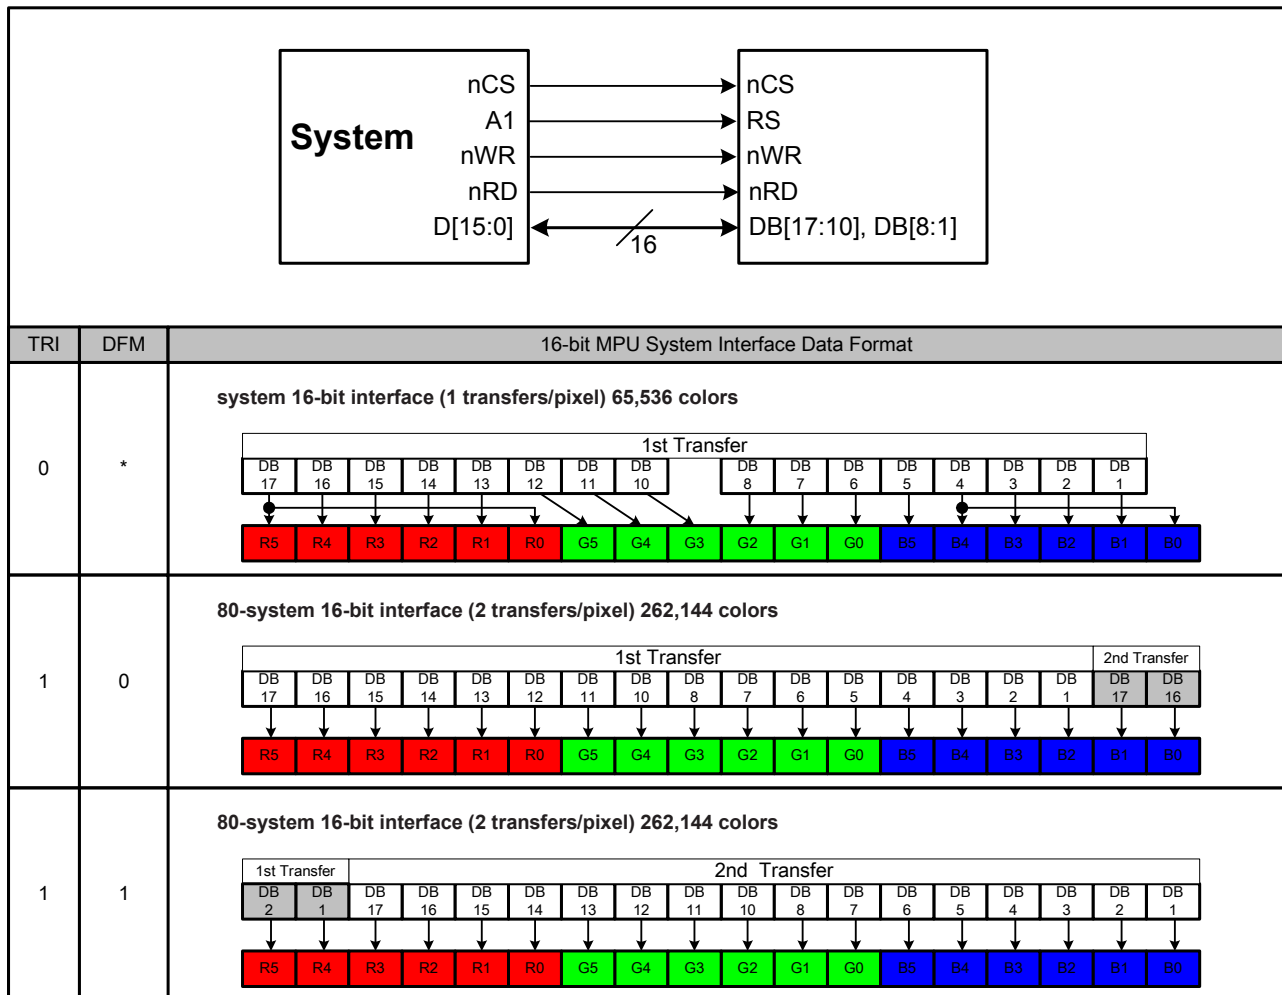 System
nCS nCS
A1 RS
nWR nWR
nRD nRD
D[15:0] 16 DB[17:10], DB[8:1]
TRI DFM 16-bit MPU System Interface Data Format
system 16-bit interface (1 transfers/pixel) 65,536 colors
0 *
1st Transfer
DB 17 DB 16 DB 15 DB 14 DB 13 DB 12 DB 11 DB 10 DB 8 DB 7 DB 6 DB 5 DB 4 DB 3 DB 2 DB 1
R5 R4 R3 R2 R1 R0 G5 G4 G3 G2 G1 G0 B5 B4 B3 B2 B1 B0
80-system 16-bit interface (2 transfers/pixel) 262,144 colors
1 0
1st Transfer 2nd Transfer
DB 17 DB 16 DB 15 DB 14 DB 13 DB 12 DB 11 DB 10 DB 8 DB 7 DB 6 DB 5 DB 4 DB 3 DB 2 DB 1 DB 17 DB 16
R5 R4 R3 R2 R1 R0 G5 G4 G3 G2 G1 G0 B5 B4 B3 B2 B1 B0
80-system 16-bit interface (2 transfers/pixel) 262,144 colors
1 1
1st Transfer 2nd Transfer
DB 2 DB 1 DB 17 DB 16 DB 15 DB 14 DB 13 DB 12 DB 11 DB 10 DB 8 DB 7 DB 6 DB 5 DB 4 DB 3 DB 2 DB 1
R5 R4 R3 R2 R1 R0 G5 G4 G3 G2 G1 G0 B5 B4 B3 B2 B1 B0